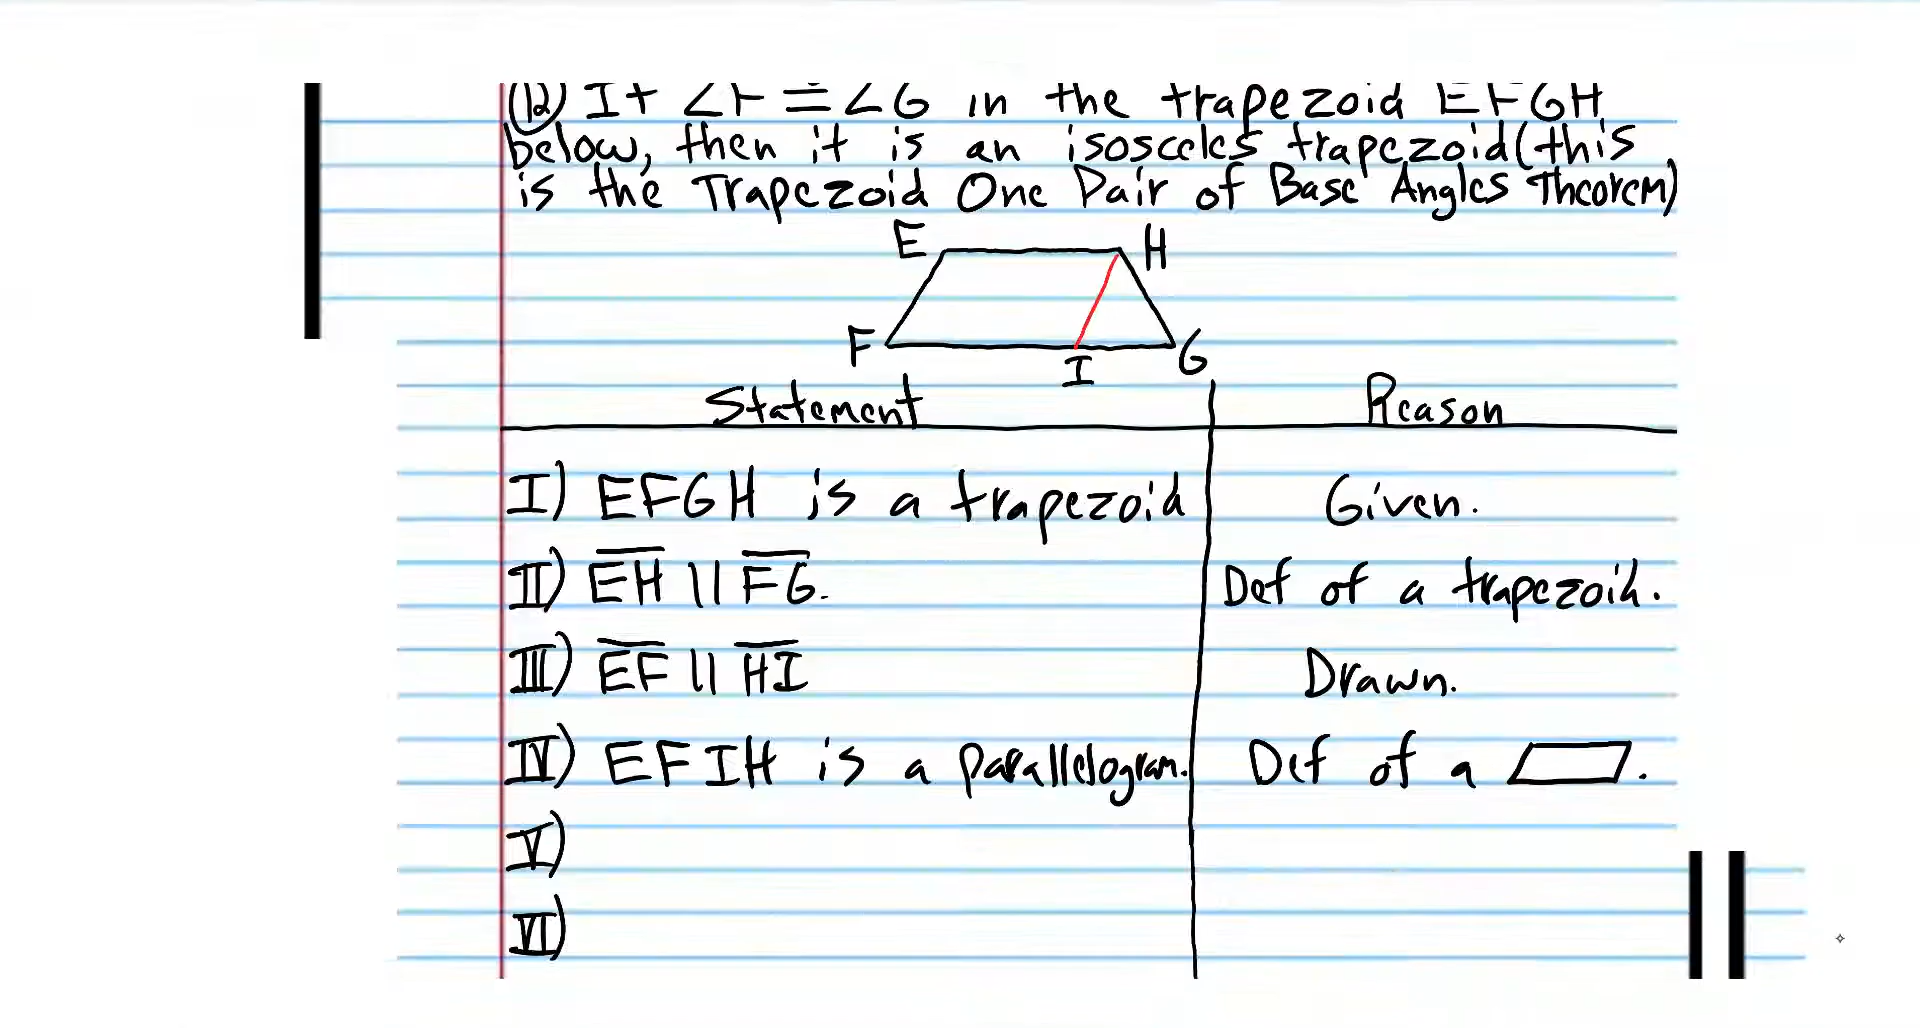 (12) If ∠F ≅ ∠G in the trapezoid EFGH
below, then it is an isosceles trapezoid (this
is the Trapezoid One Pair of Base Angles Theorem)
E H
F I G
Statement Reason
I) EFGH is a trapezoid Given.
II) EH || FG. Def of a trapezoid.
III) EF || HI Drawn.
IV) EFIH is a parallelogram. Def of a ▱.
V)
VI)